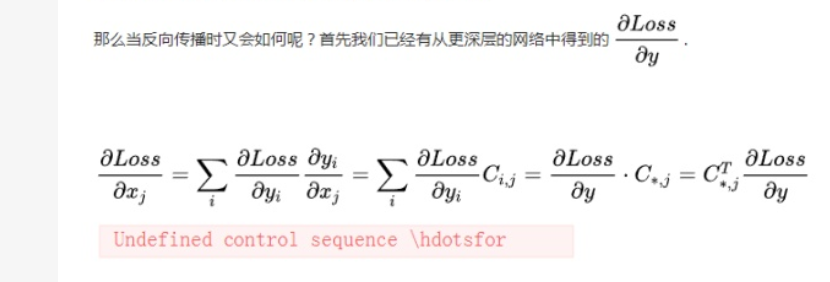 那么当反向传播时又会如何呢？首先我们已经有从更深层的网络中得到的 \frac{\partial Loss}{\partial y} .
\frac{\partial Loss}{\partial x_j} = \sum_i \frac{\partial Loss}{\partial y_i} \frac{\partial y_i}{\partial x_j} = \sum_i \frac{\partial Loss}{\partial y_i} C_{i,j} = \frac{\partial Loss}{\partial y} \cdot C_{*,j} = C_{*,j}^T \frac{\partial Loss}{\partial y}
Undefined control sequence \hdotsfor